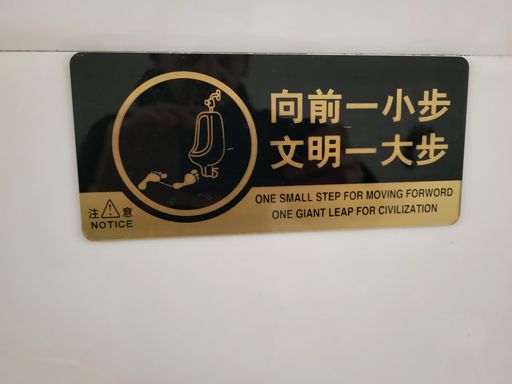 向前一小步
文明一大步
ONE SMALL STEP FOR MOVING FORWORD
ONE GIANT LEAP FOR CIVILIZATION
注意
NOTICE